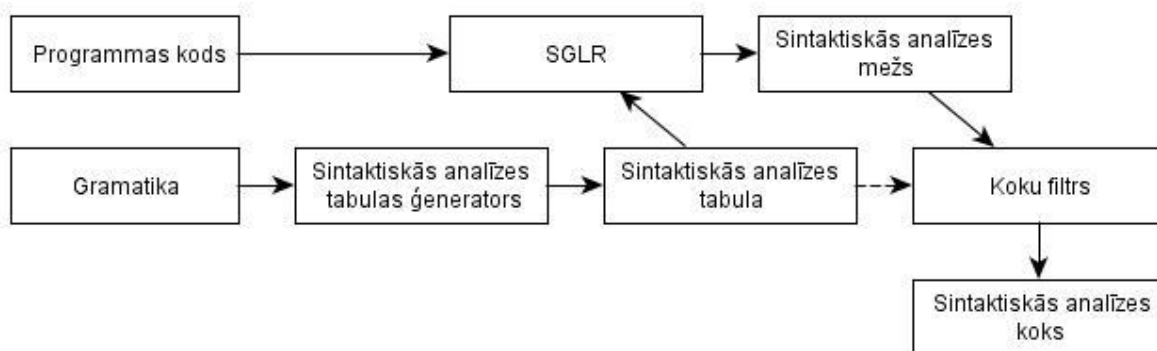 Programmas kods
SGLR
Sintaktiskās analīzes
mežs
Gramatika
Sintaktiskās analīzes
tabulas ģenerators
Sintaktiskās analīzes
tabula
Koku filtrs
Sintaktiskās analīzes
koks